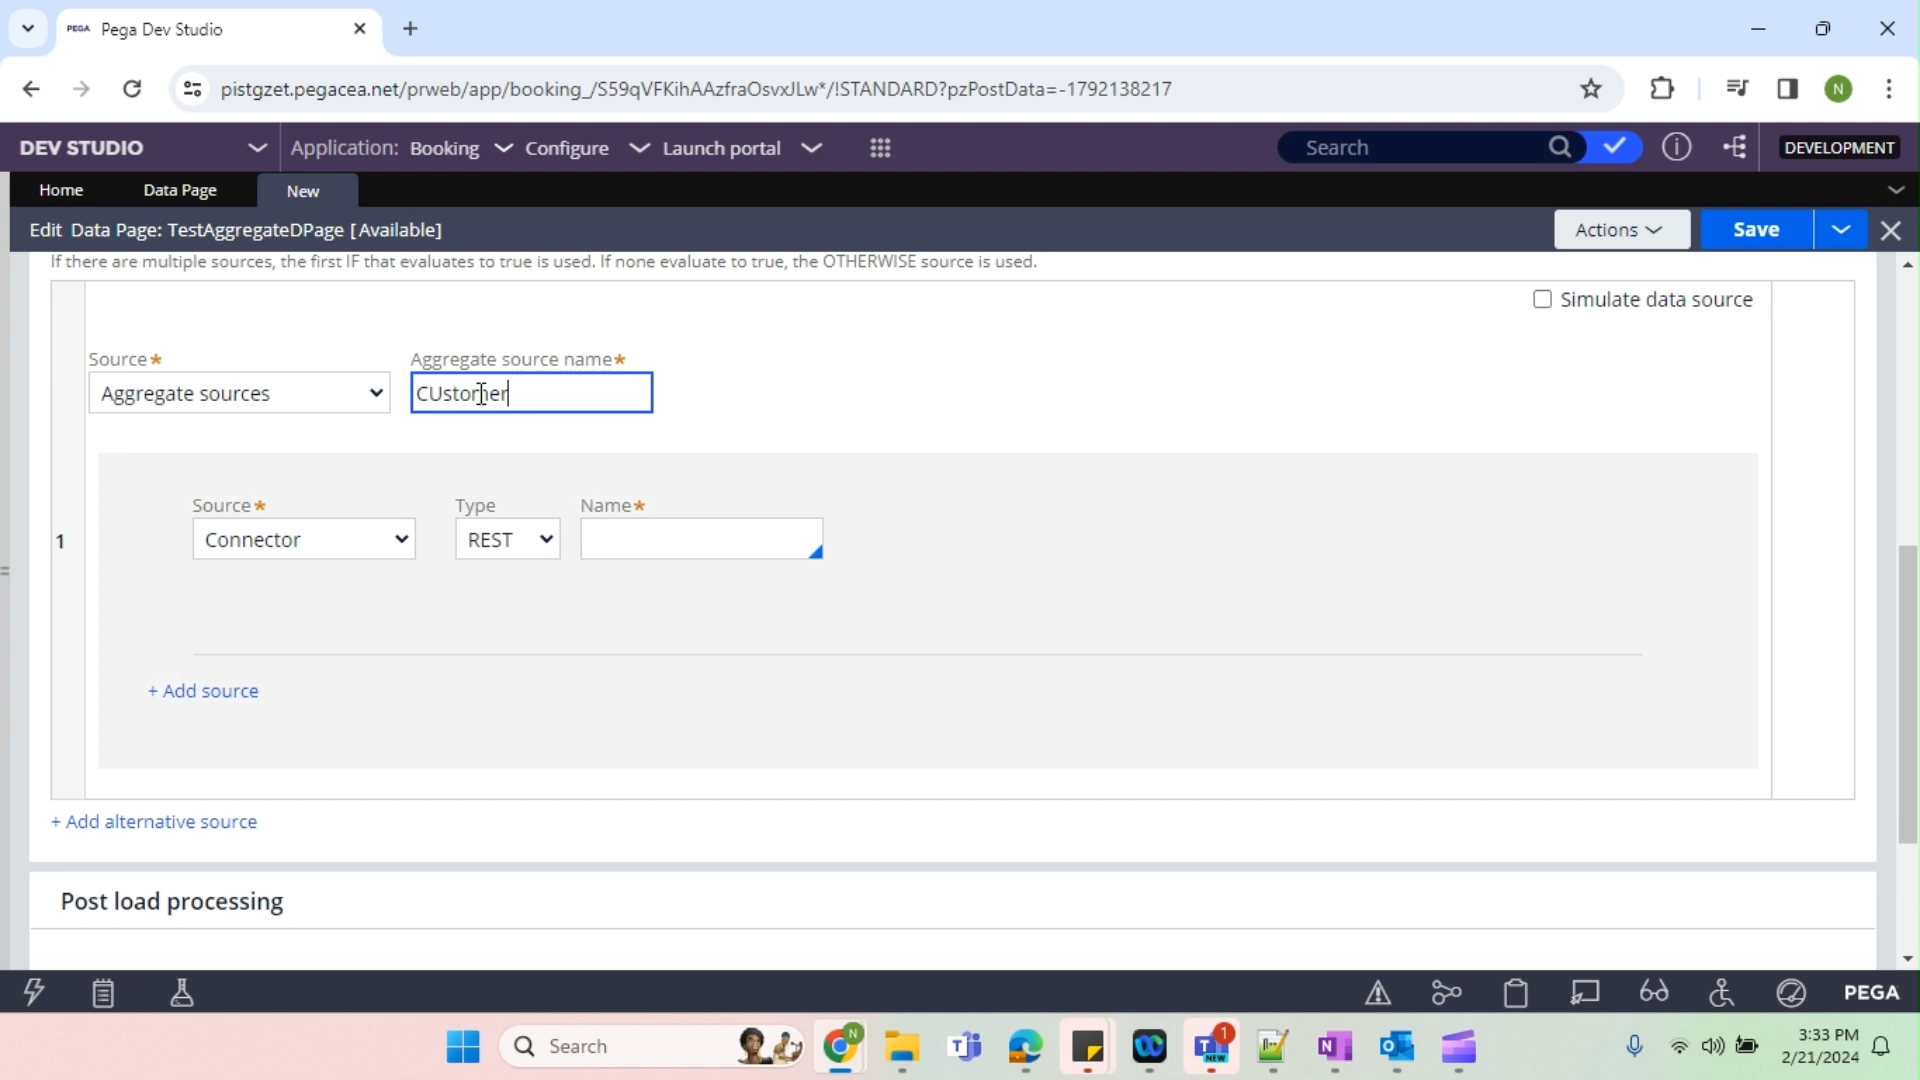 PEGA Pega Dev Studio
pistgzet.pegacea.net/prweb/app/booking_/S59qVFKihAAzfraOsvxJLw*/!STANDARD?pzPostData=-1792138217
N
DEV STUDIO Application: Booking Configure Launch portal Search DEVELOPMENT
Home Data Page New
Edit Data Page: TestAggregateDPage [Available] Actions Save
If there are multiple sources, the first IF that evaluates to true is used. If none evaluate to true, the OTHERWISE source is used.
Simulate data source
Source* Aggregate source name*
Aggregate sources CUstomer
Source* Type Name*
1 Connector REST
+ Add source
+ Add alternative source
Post load processing
PEGA
Search N T 1 NEW N O 3:33 PM
2/21/2024